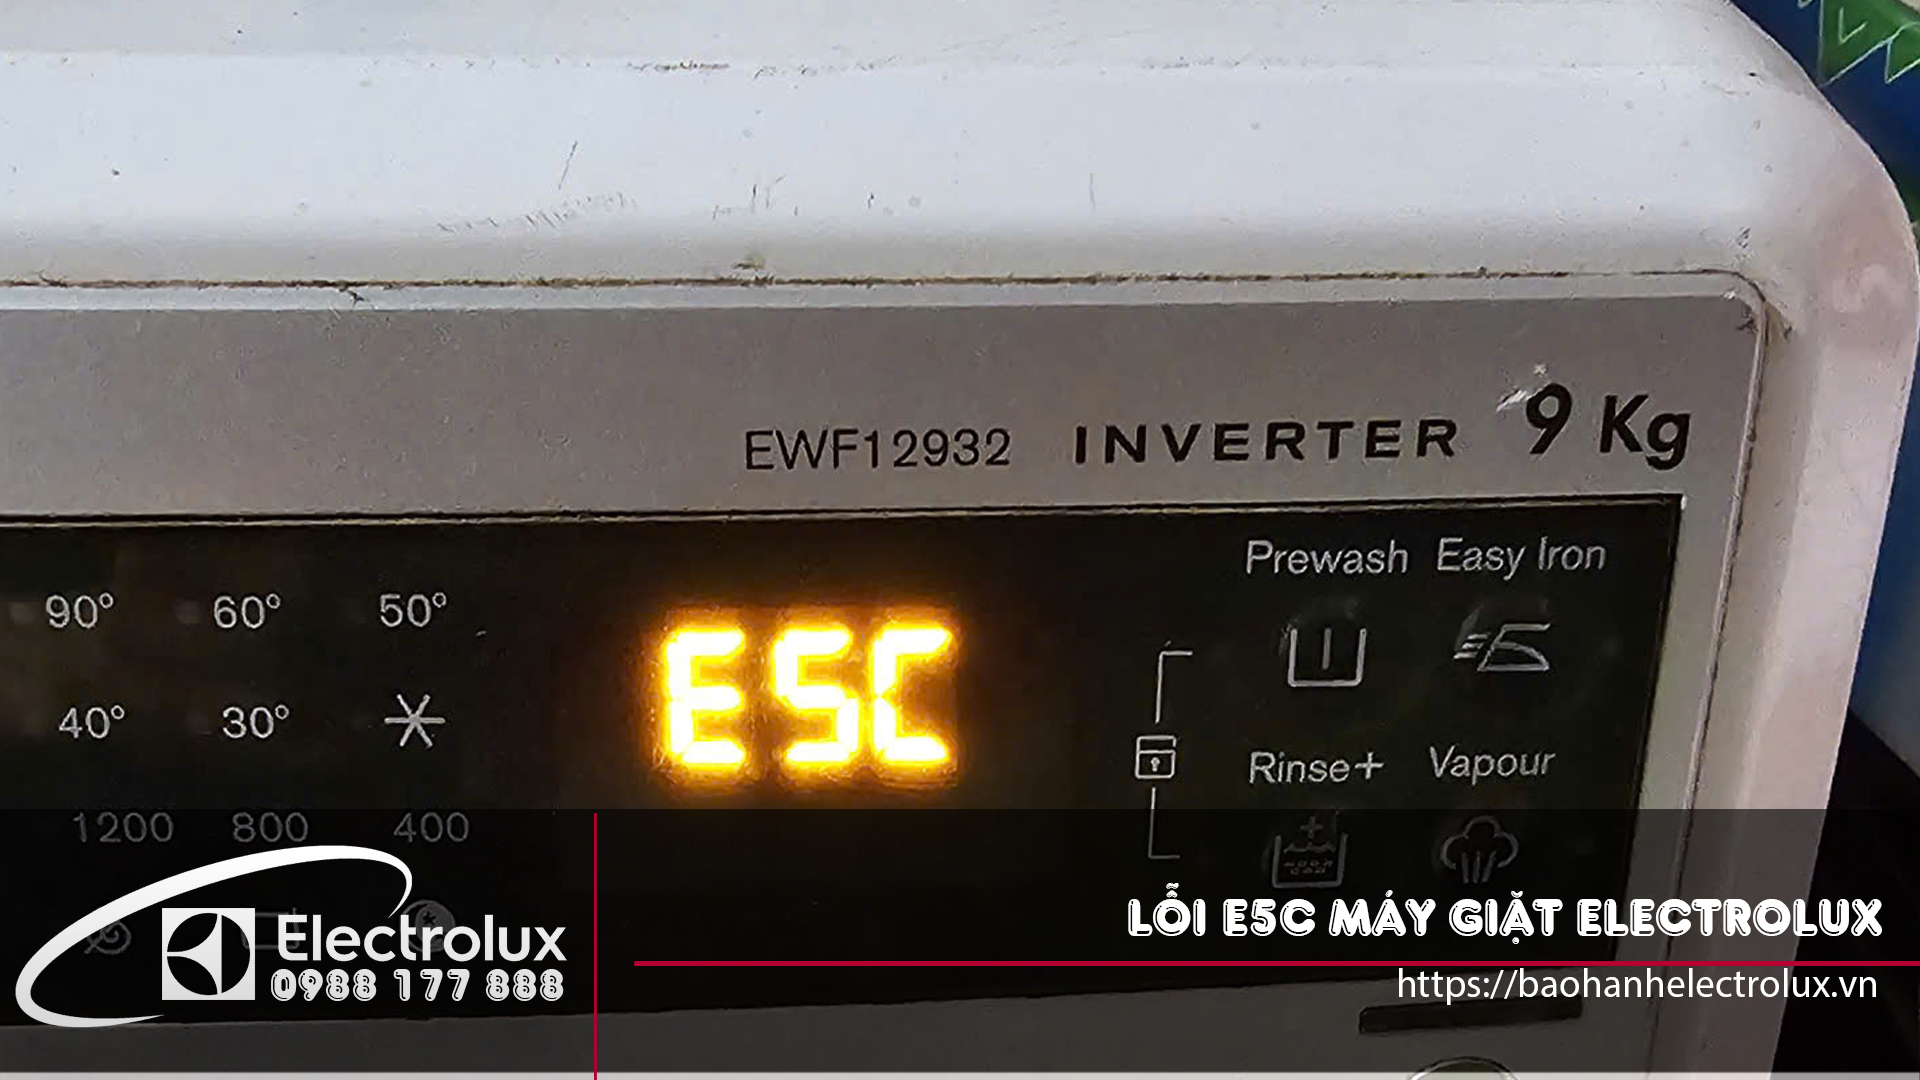 EWF12932 INVERTER 9 Kg
Prewash Easy Iron
90° 60° 50°
E5C
40° 30°
Rinse+ Vapour
1200 800 400
Electrolux
0988 177 888
LỖI E5C MÁY GIẶT ELECTROLUX
https://baohanhelectrolux.vn